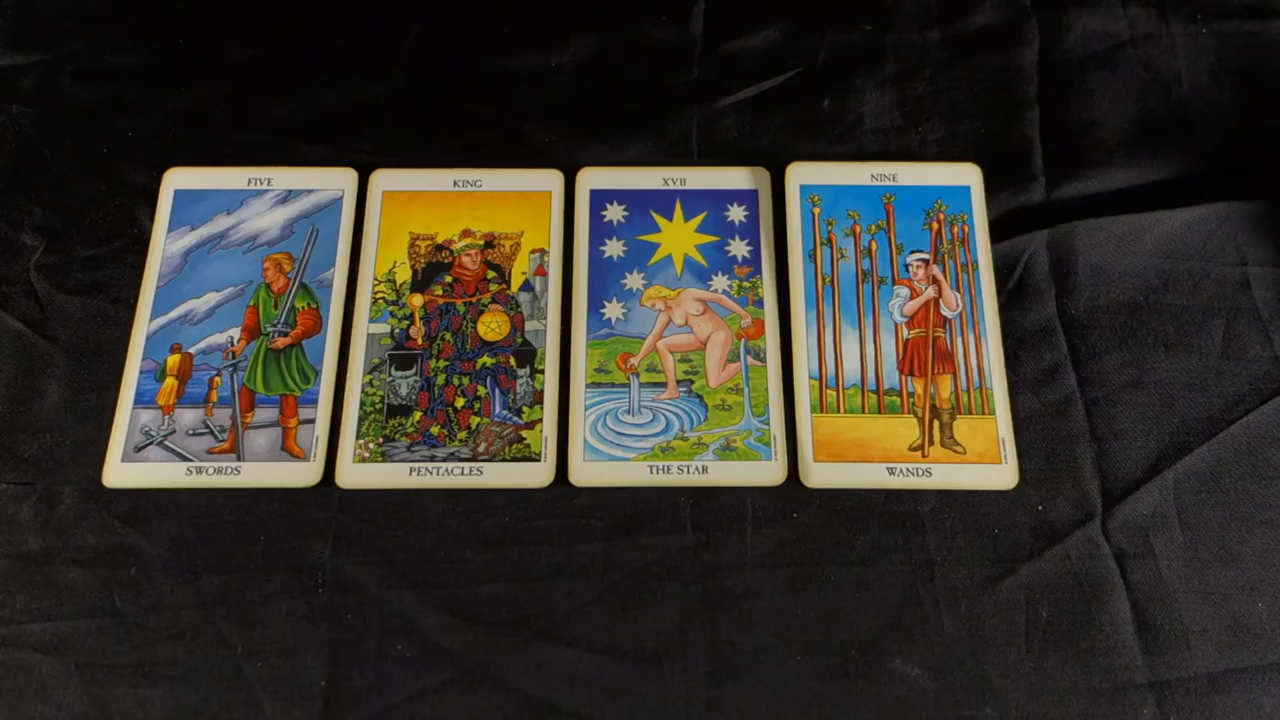 FIVE
SWORDS
KING
PENTACLES
XVII
THE STAR
NINE
WANDS